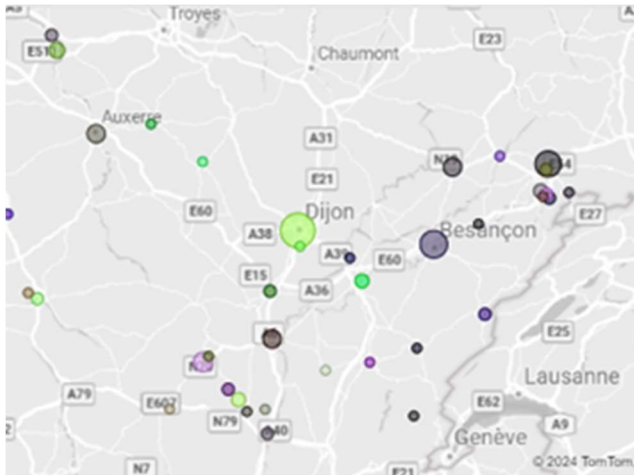 Troyes
E23
E51
Chaumont
Auxerre
A31
E54
E21
E60
Dijon
E27
A38
Besançon
A39
E60
E15
A36
E25
Lausanne
A79
E607
E62
N79
A40
A9
Genève
N7
E21
© 2024 TomTom